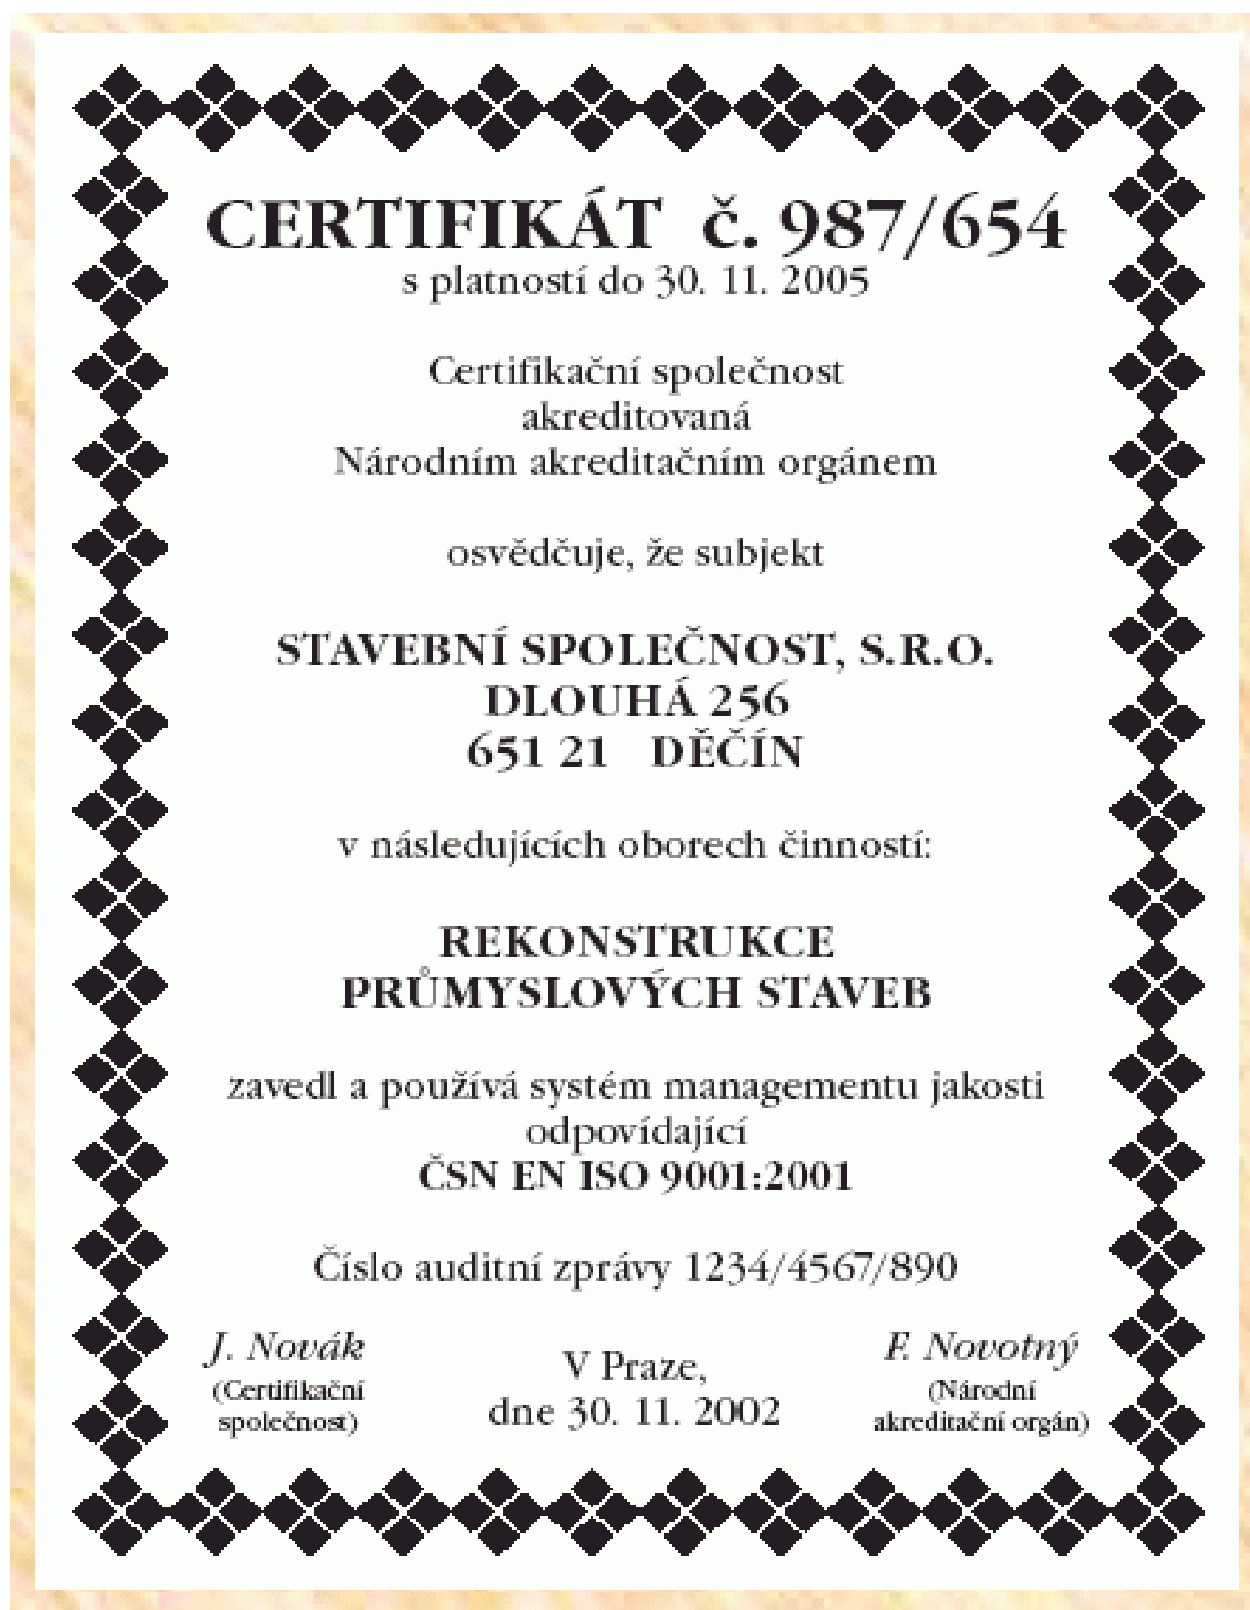 CERTIFIKÁT č. 987/654
s platností do 30. 11. 2005
Certifikační společnost
akreditovaná
Národním akreditačním orgánem
osvědčuje, že subjekt
STAVEBNÍ SPOLEČNOST, S.R.O.
DLOUHÁ 256
651 21 DĚČÍN
v následujících oborech činností:
REKONSTRUKCE
PRŮMYSLOVÝCH STAVEB
zavedl a používá systém managementu jakosti
odpovídající
ČSN EN ISO 9001:2001
Číslo auditní zprávy 1234/4567/890
J. Novák
(Certifikační
společnost)
V Praze,
dne 30. 11. 2002
F. Novotný
(Národní
akreditační orgán)